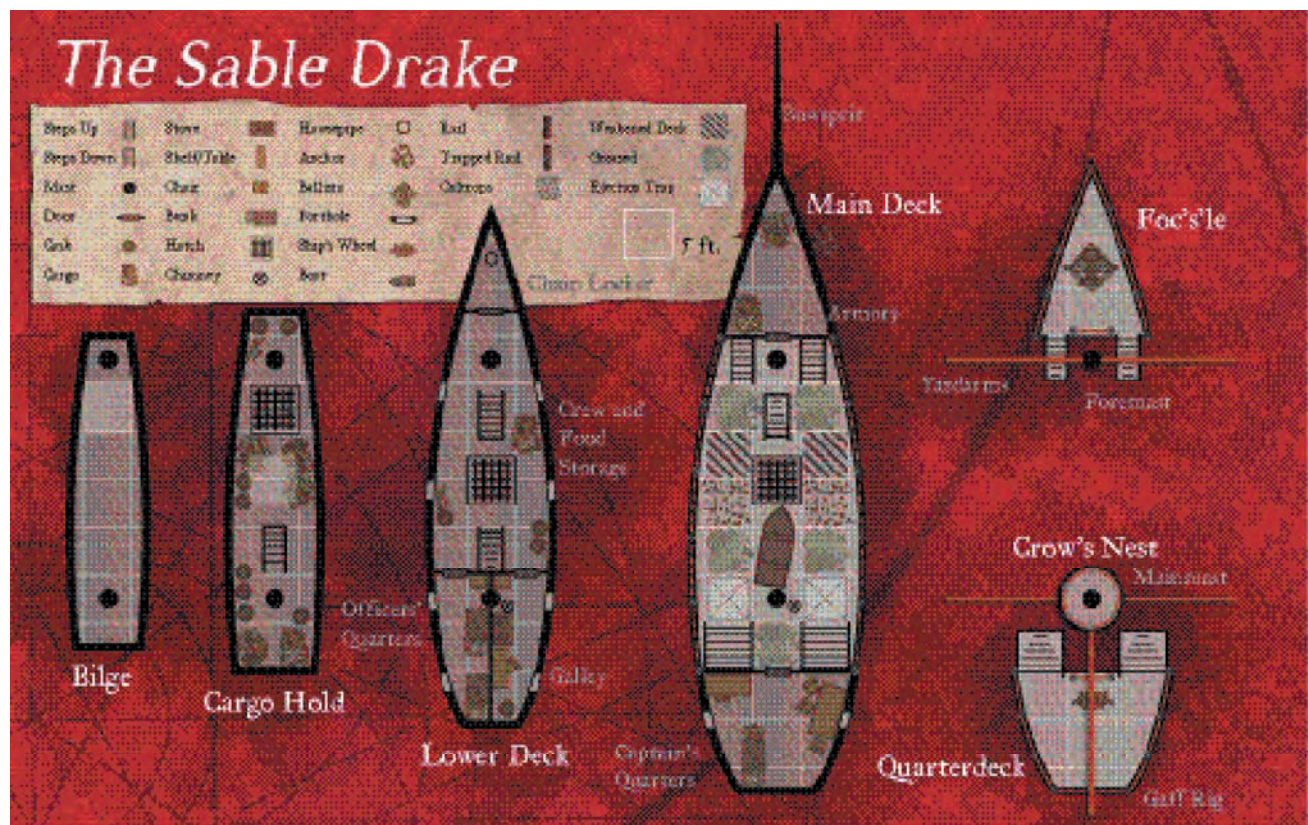 The Sable Drake
Steps Up
Stove
Hawsepipe
Rail
Weakened Deck
Steps Down
Shelf/Table
Anchor
Trapped Rail
Greased
Mast
Chair
Ballista
Caltrops
Ejection Trap
Door
Bunk
Porthole
Cask
Hatch
Ship's Wheel
5 ft.
Cargo
Chimney
Boat
Bowsprit
Main Deck
Foc's'le
Chain Locker
Armory
Yardarms
Foremast
Crew and
Food
Storage
Crow's Nest
Mainmast
Officers'
Quarters
Galley
Bilge
Cargo Hold
Lower Deck
Captain's
Quarters
Quarterdeck
Gaff Rig